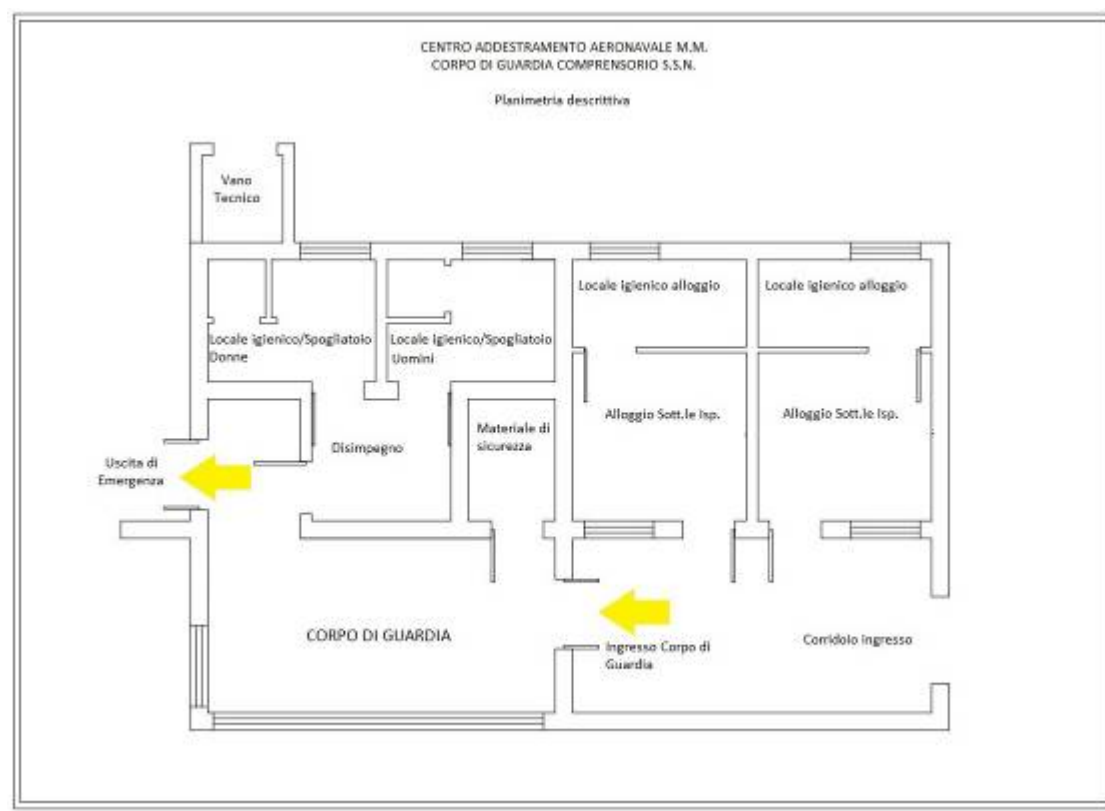 CENTRO ADDESTRAMENTO AERONAVALE M.M.
CORPO DI GUARDIA COMPRENSORIO S.S.N.
Planimetria descrittiva
Vano
Tecnico
Locale igienico alloggio
Locale igienico alloggio
Locale igienico/Spogliatoio
Donne
Locale igienico/Spogliatoio
Uomini
Alloggio Sott.le Isp.
Alloggio Sott.le Isp.
Materiale di
sicurezza
Disimpegno
Uscita di
Emergenza
CORPO DI GUARDIA
Ingresso Corpo di
Guardia
Corridoio ingresso